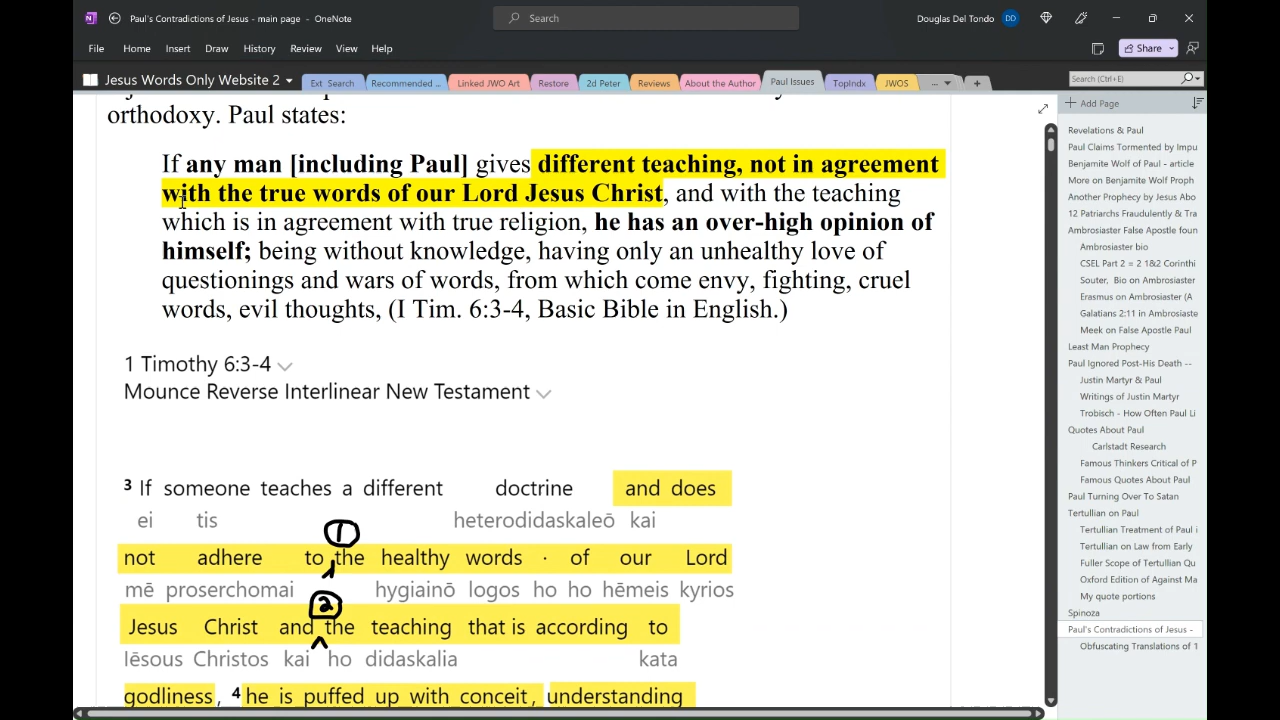 Paul's Contradictions of Jesus - main page - OneNote
Search
Douglas Del Tondo
DD
File Home Insert Draw History Review View Help
Share
Jesus Words Only Website 2
Ext Search
Recommended ...
Linked JWO Art
Restore
2d Peter
Reviews
About the Author
Paul Issues
TopIndx
JWOS
...
+
Search (Ctrl+E)
orthodoxy. Paul states:
If any man [including Paul] gives different teaching, not in agreement
with the true words of our Lord Jesus Christ, and with the teaching
which is in agreement with true religion, he has an over-high opinion of
himself; being without knowledge, having only an unhealthy love of
questionings and wars of words, from which come envy, fighting, cruel
words, evil thoughts, (I Tim. 6:3-4, Basic Bible in English.)
1 Timothy 6:3-4
Mounce Reverse Interlinear New Testament
3 If someone teaches a different doctrine and does
ei tis heterodidaskaleō kai
1
not adhere to the healthy words · of our Lord
mē proserchomai hygiainō logos ho ho hēmeis kyrios
2
Jesus Christ and the teaching that is according to
Iēsous Christos kai ho didaskalia kata
godliness, 4 he is puffed up with conceit, understanding
+ Add Page
Revelations & Paul
Paul Claims Tormented by Impu
Benjamite Wolf of Paul - article
More on Benjamite Wolf Proph
Another Prophecy by Jesus Abo
12 Patriarchs Fraudulently & Tra
Ambrosiaster False Apostle foun
Ambrosiaster bio
CSEL Part 2 = 2 1&2 Corinthi
Souter, Bio on Ambrosiaster
Erasmus on Ambrosiaster (A
Galatians 2:11 in Ambrosiaste
Meek on False Apostle Paul
Least Man Prophecy
Paul Ignored Post-His Death --
Justin Martyr & Paul
Writings of Justin Martyr
Trobisch - How Often Paul Li
Quotes About Paul
Carlstadt Research
Famous Thinkers Critical of P
Famous Quotes About Paul
Paul Turning Over To Satan
Tertullian on Paul
Tertullian Treatment of Paul i
Tertullian on Law from Early
Fuller Scope of Tertullian Qu
Oxford Edition of Against Ma
My quote portions
Spinoza
Paul's Contradictions of Jesus -
Obfuscating Translations of 1